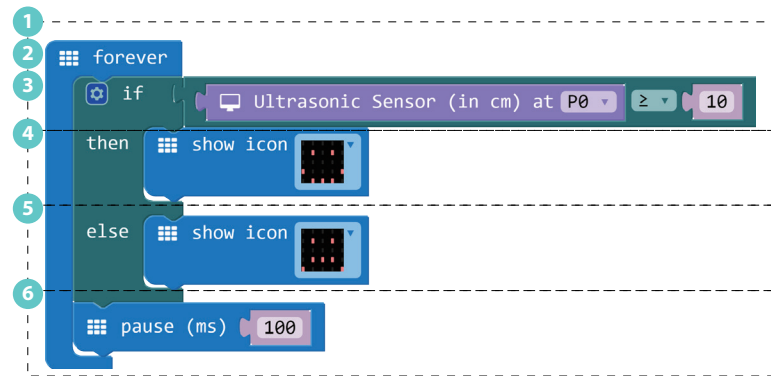 1
2 forever
3 if Ultrasonic Sensor (in cm) at P0 ≥ 10
4 then show icon
5 else show icon
6 pause (ms) 100